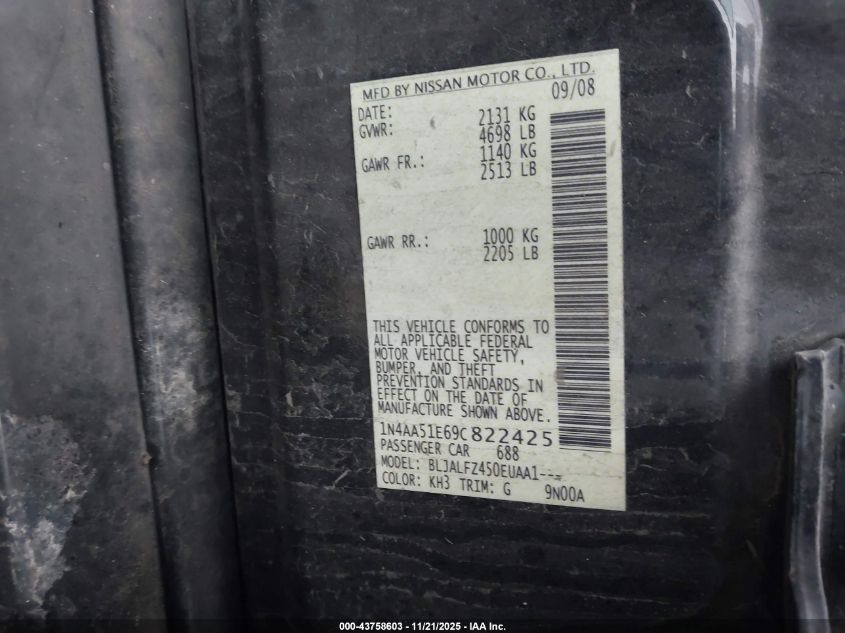 MFD BY NISSAN MOTOR CO., LTD.
DATE: 09/08
GVWR: 2131 KG
4698 LB
GAWR FR.: 1140 KG
2513 LB
GAWR RR.: 1000 KG
2205 LB
THIS VEHICLE CONFORMS TO
ALL APPLICABLE FEDERAL
MOTOR VEHICLE SAFETY,
BUMPER, AND THEFT
PREVENTION STANDARDS IN
EFFECT ON THE DATE OF
MANUFACTURE SHOWN ABOVE.
1N4AA51E69C822425
PASSENGER CAR 688
MODEL: BLJALFZ450EUAA1---
COLOR: KH3 TRIM: G 9N00A
000-43758603 - 11/21/2025 - IAA Inc.